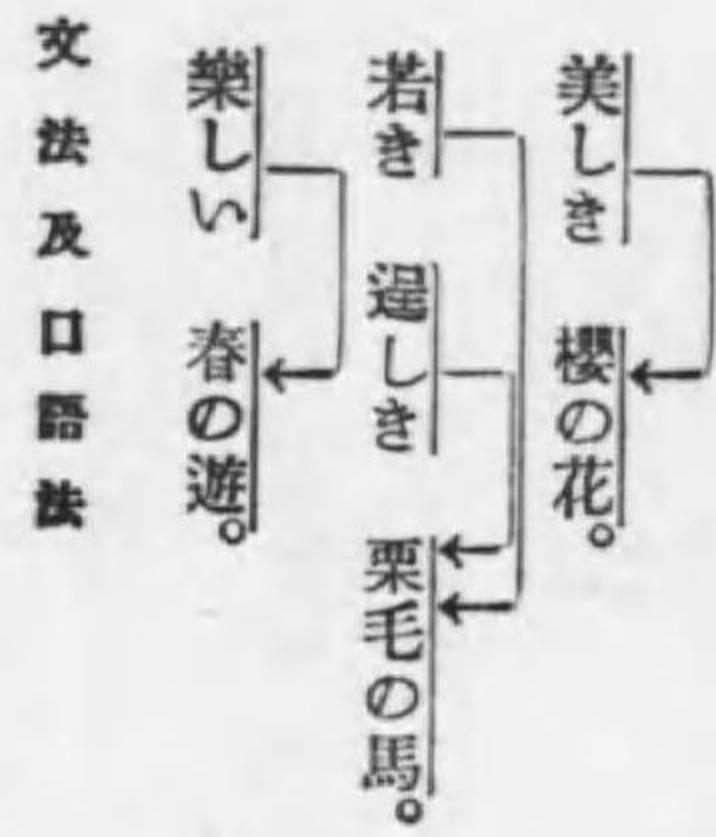 美しき 櫻の花。
若き 逞しき 栗毛の馬。
樂しい 春の遊。
文法及口語法